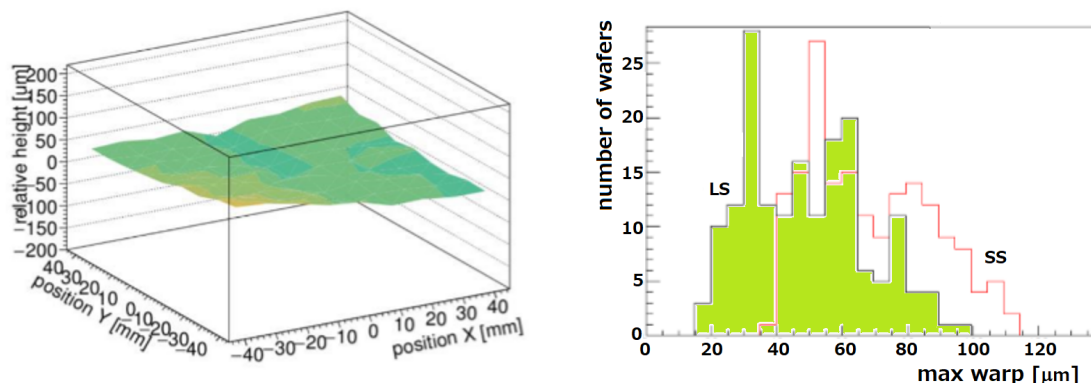 200
150
100
50
0
−50
−100
−150
−200
relative height [μm]
40 30 20 10 0 −10 −20 −30 −40
position Y [mm]
−40 −30 −20 −10 0 10 20 30 40
position X [mm]
number of wafers
25
20
15
10
5
0
LS
SS
0 20 40 60 80 100 120
max warp [μm]